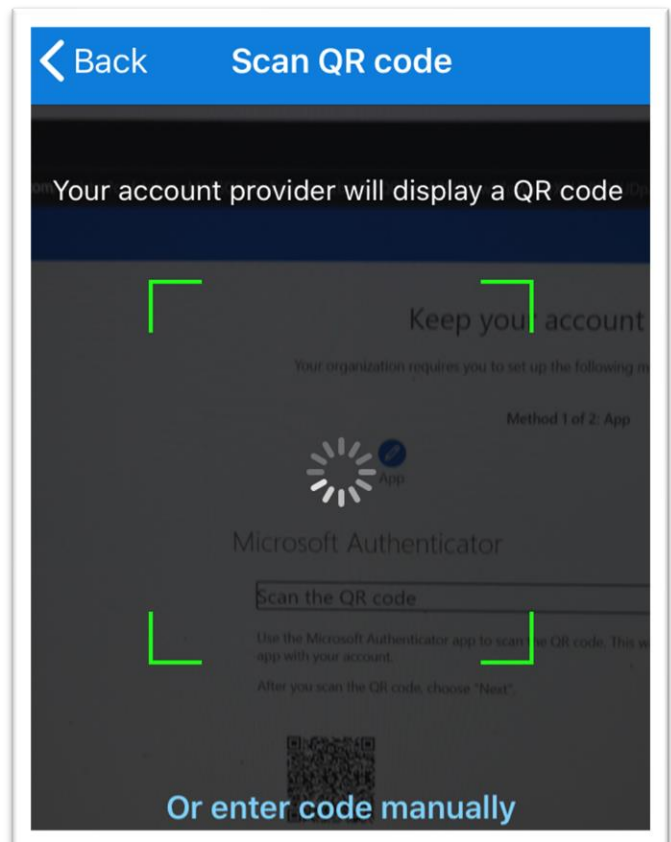 Back
Scan QR code
Your account provider will display a QR code
Keep your account
Your organization requires you to set up the following
Method 1 of 2: App
App
Microsoft Authenticator
Scan the QR code
Use the Microsoft Authenticator app to scan the QR code. This
app with your account.
After you scan the QR code, choose "Next".
Or enter code manually